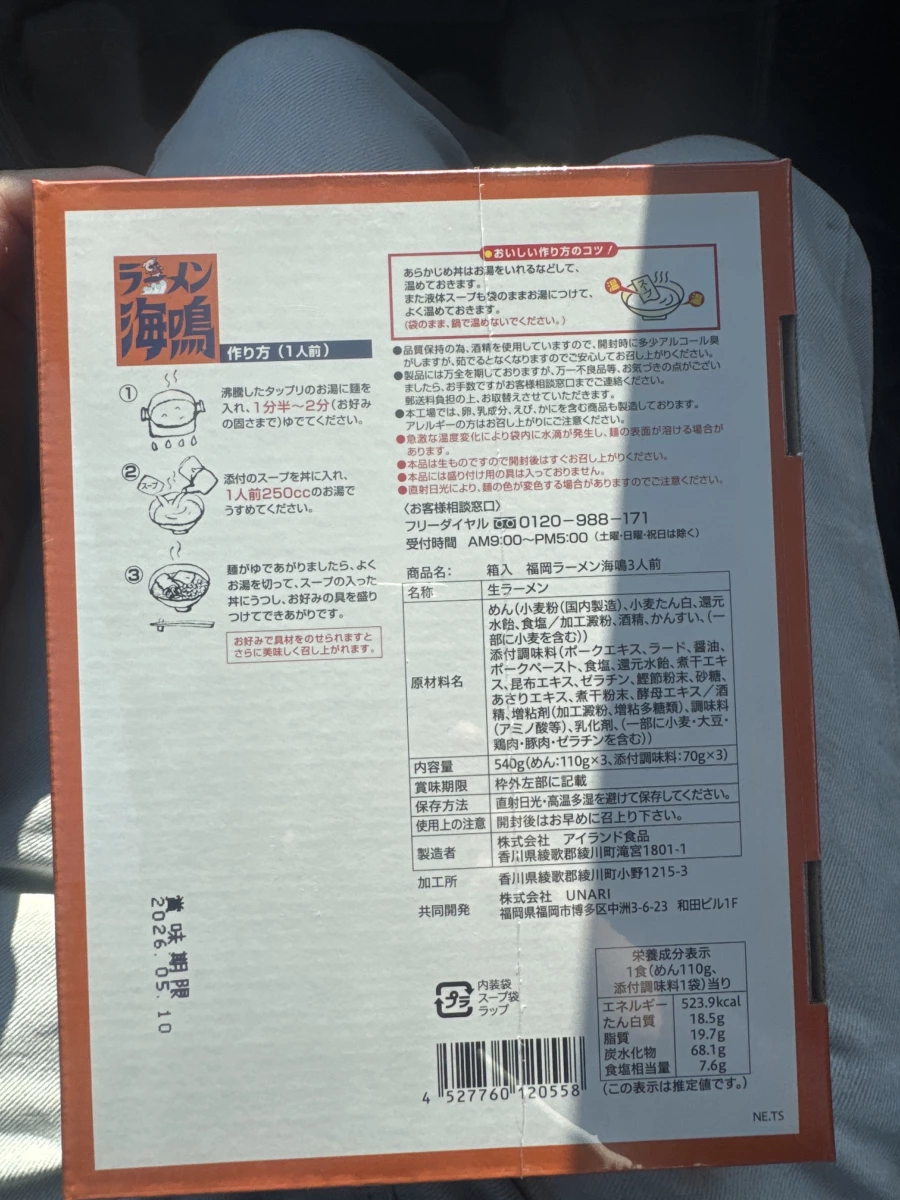 ラーメン
海鳴
作り方（1人前）
①
沸騰したタップリのお湯に麺を
入れ、1分半～2分（お好み
の固さまで）ゆでてください。
②
スープ
添付のスープを丼に入れ、
1人前250ccのお湯で
うすめてください。
③
麺がゆであがりましたら、よく
お湯を切って、スープの入った
丼にうつし、お好みの具を盛り
つけてできあがりです。
お好みで具材をのせられますと
さらに美味しく召し上がれます。
賞味期限
2026.05.10
●おいしい作り方のコツ！
あらかじめ丼はお湯をいれるなどして、
温めておきます。
また液体スープも袋のままお湯につけて、
よく温めておきます。
（袋のまま、鍋で温めないでください。）
温
スープ
湯
●品質保持の為、酒精を使用していますので、開封時に多少アルコール臭
がしますが、茹でるとなくなりますのでご安心してお召し上がりください。
●製品には万全を期しておりますが、万一不良品等、お気づきの点がござい
ましたら、お手数ですがお客様相談窓口までご連絡ください。
郵送料負担の上、お取替えさせていただきます。
●本工場では、卵、乳成分、えび、かにを含む商品も製造しております。
アレルギーの方はお召し上がりにご注意ください。
●急激な温度変化により袋内に水滴が発生し、麺の表面が溶ける場合が
あります。
●本品は生ものですので開封後はすぐお召し上がりください。
●本品には盛り付け用の具は入っておりません。
●直射日光により、麺の色が変色する場合がありますのでご注意ください。
〈お客様相談窓口〉
フリーダイヤル 0120－988－171
受付時間 AM9:00～PM5:00（土曜・日曜・祝日は除く）
商品名： 箱入 福岡ラーメン海鳴3人前
名称 生ラーメン
原材料名
めん（小麦粉（国内製造）、小麦たん白、還元
水飴、食塩／加工澱粉、酒精、かんすい、（一
部に小麦を含む））
添付調味料（ポークエキス、ラード、醤油、
ポークペースト、食塩、還元水飴、煮干エキ
ス、昆布エキス、ゼラチン、鰹節粉末、砂糖、
あさりエキス、煮干粉末、酵母エキス／酒
精、増粘剤（加工澱粉、増粘多糖類）、調味料
（アミノ酸等）、乳化剤、（一部に小麦・大豆・
鶏肉・豚肉・ゼラチンを含む））
内容量 540g（めん：110g×3、添付調味料：70g×3）
賞味期限 枠外左部に記載
保存方法 直射日光・高温多湿を避けて保存してください。
使用上の注意 開封後はお早めに召上り下さい。
製造者 株式会社 アイランド食品
香川県綾歌郡綾川町滝宮1801-1
加工所 香川県綾歌郡綾川町小野1215-3
共同開発 株式会社 UNARI
福岡県福岡市博多区中洲3-6-23 和田ビル1F
プラ
内装袋
スープ袋
ラップ
4 527760 120558
栄養成分表示
1食（めん110g、
添付調味料1袋）当り
エネルギー 523.9kcal
たん白質 18.5g
脂質 19.7g
炭水化物 68.1g
食塩相当量 7.6g
（この表示は推定値です。）
NE.TS